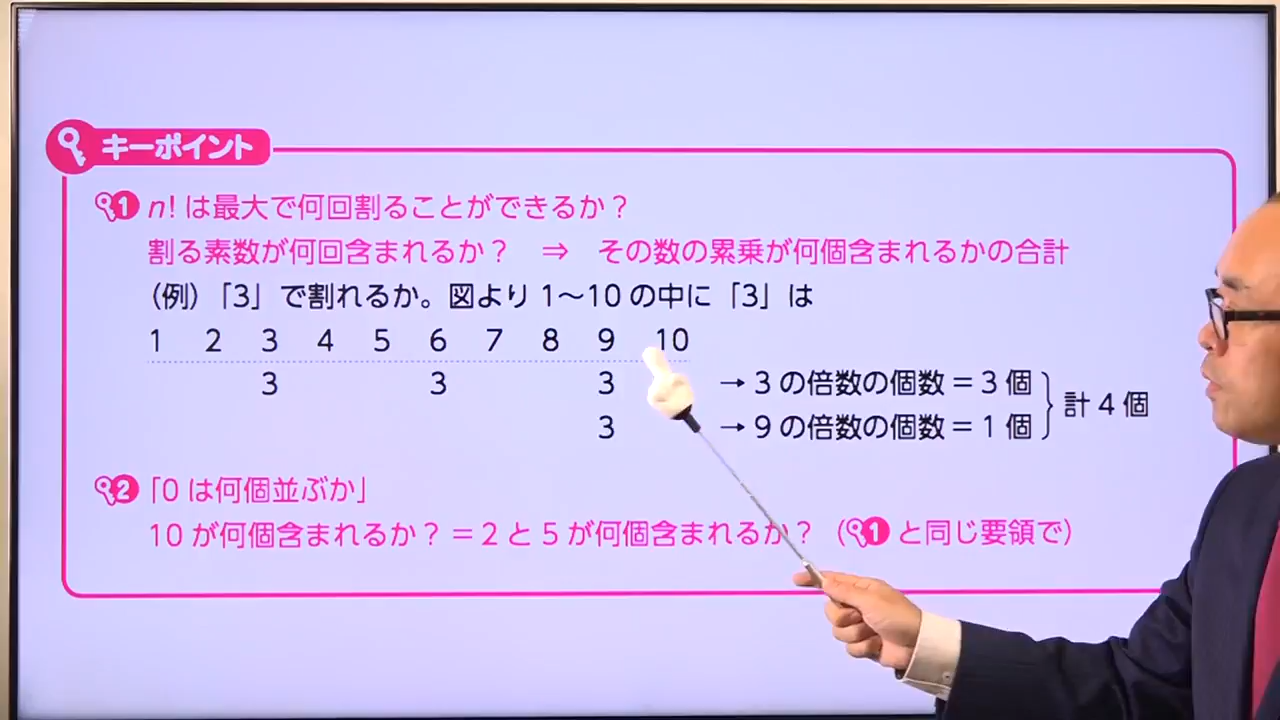 キーポイント
1 n! は最大で何回割ることができるか？
割る素数が何回含まれるか？ ⇒ その数の累乗が何個含まれるかの合計
（例）「3」で割れるか。図より 1～10 の中に「3」は
1 2 3 4 5 6 7 8 9 10
3 3 3 → 3 の倍数の個数 = 3 個
3 → 9 の倍数の個数 = 1 個
計 4 個
2 「0 は何個並ぶか」
10 が何個含まれるか？ = 2 と 5 が何個含まれるか？（1 と同じ要領で）